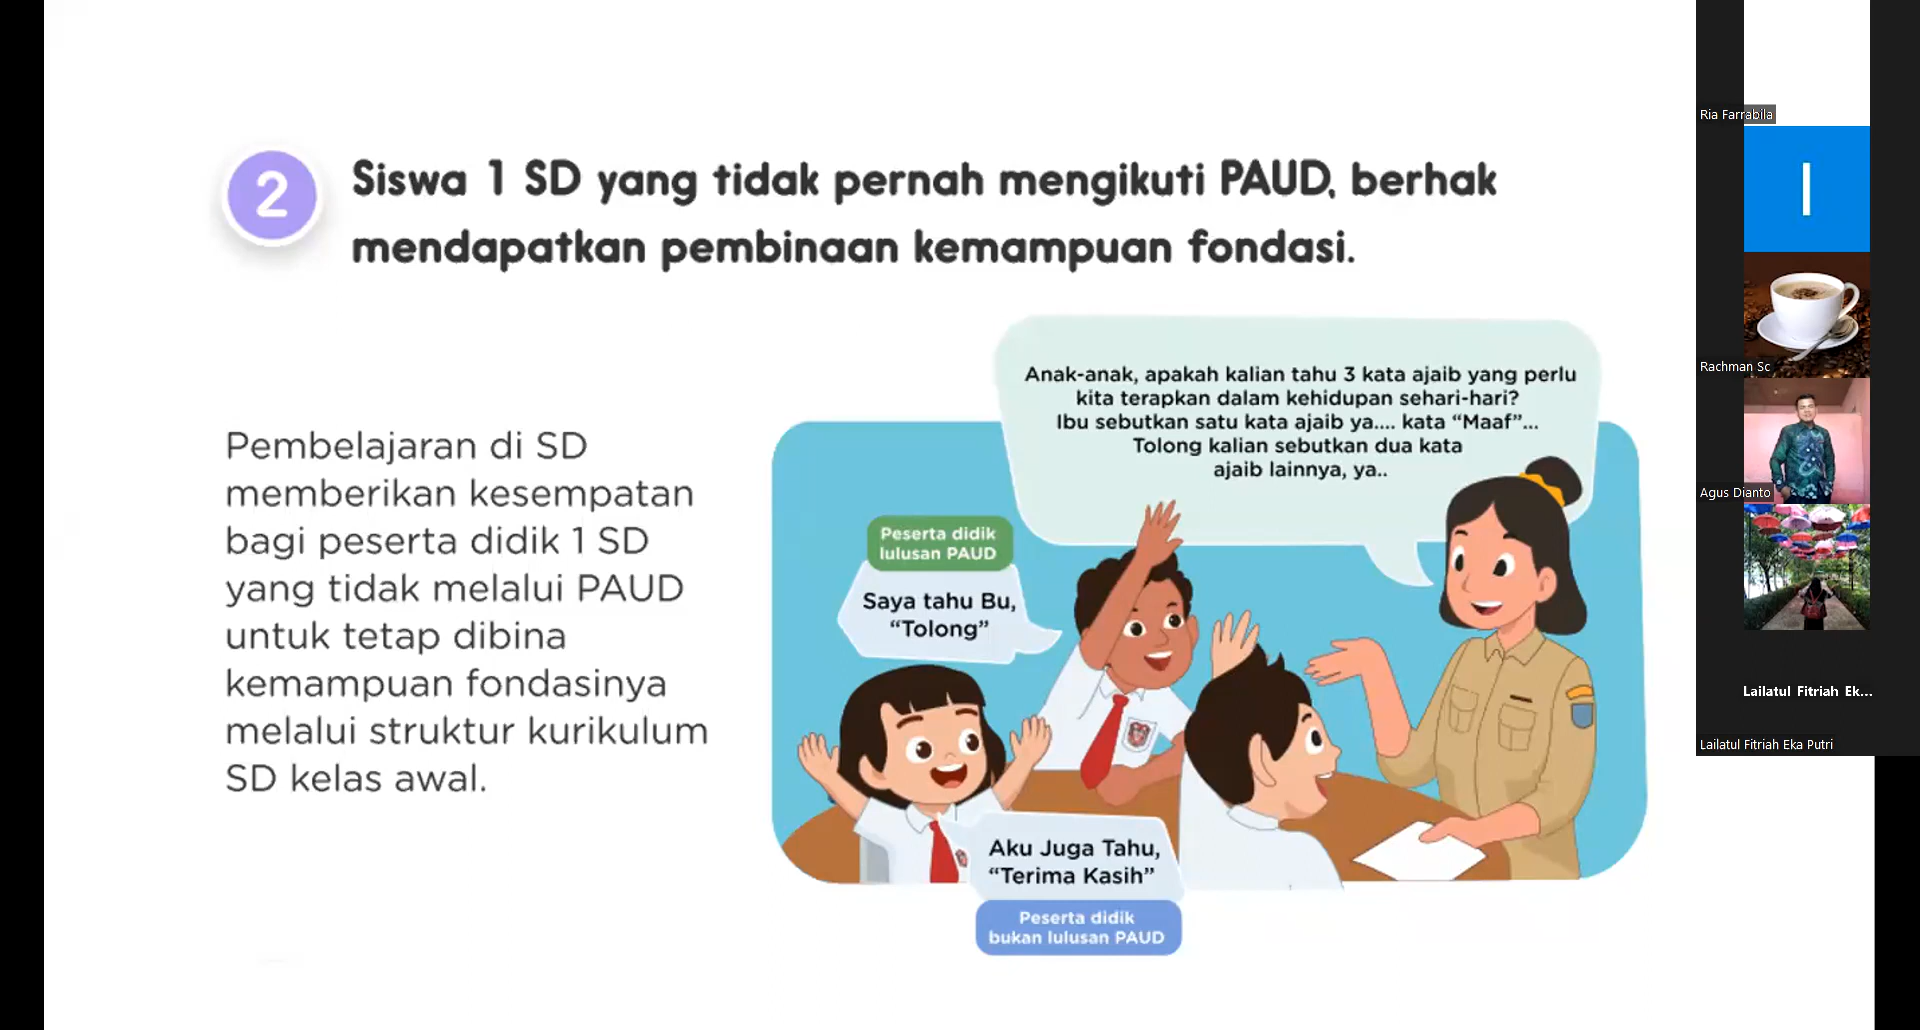 2
Siswa 1 SD yang tidak pernah mengikuti PAUD, berhak
mendapatkan pembinaan kemampuan fondasi.
Pembelajaran di SD
memberikan kesempatan
bagi peserta didik 1 SD
yang tidak melalui PAUD
untuk tetap dibina
kemampuan fondasinya
melalui struktur kurikulum
SD kelas awal.
Anak-anak, apakah kalian tahu 3 kata ajaib yang perlu
kita terapkan dalam kehidupan sehari-hari?
Ibu sebutkan satu kata ajaib ya.... kata “Maaf”...
Tolong kalian sebutkan dua kata
ajaib lainnya, ya..
Peserta didik
lulusan PAUD
Saya tahu Bu,
“Tolong”
Aku Juga Tahu,
“Terima Kasih”
Peserta didik
bukan lulusan PAUD
Ria Farrabila
I
Rachman Sc
Agus Dianto
Lailatul Fitriah Ek...
Lailatul Fitriah Eka Putri